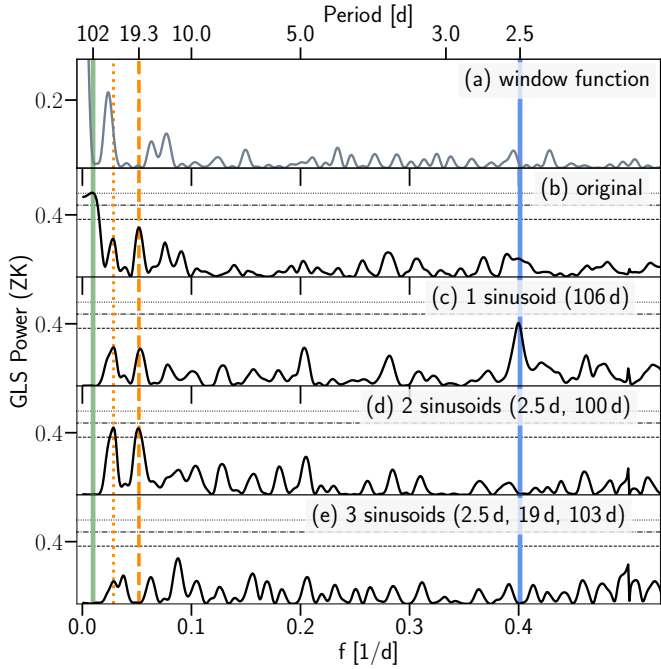 Period [d]
102 19.3 10.0 5.0 3.0 2.5
(a) window function
0.2
(b) original
0.4
(c) 1 sinusoid (106 d)
0.4
(d) 2 sinusoids (2.5 d, 100 d)
0.4
(e) 3 sinusoids (2.5 d, 19 d, 103 d)
0.4
GLS Power (ZK)
0.0 0.1 0.2 0.3 0.4
f [1/d]